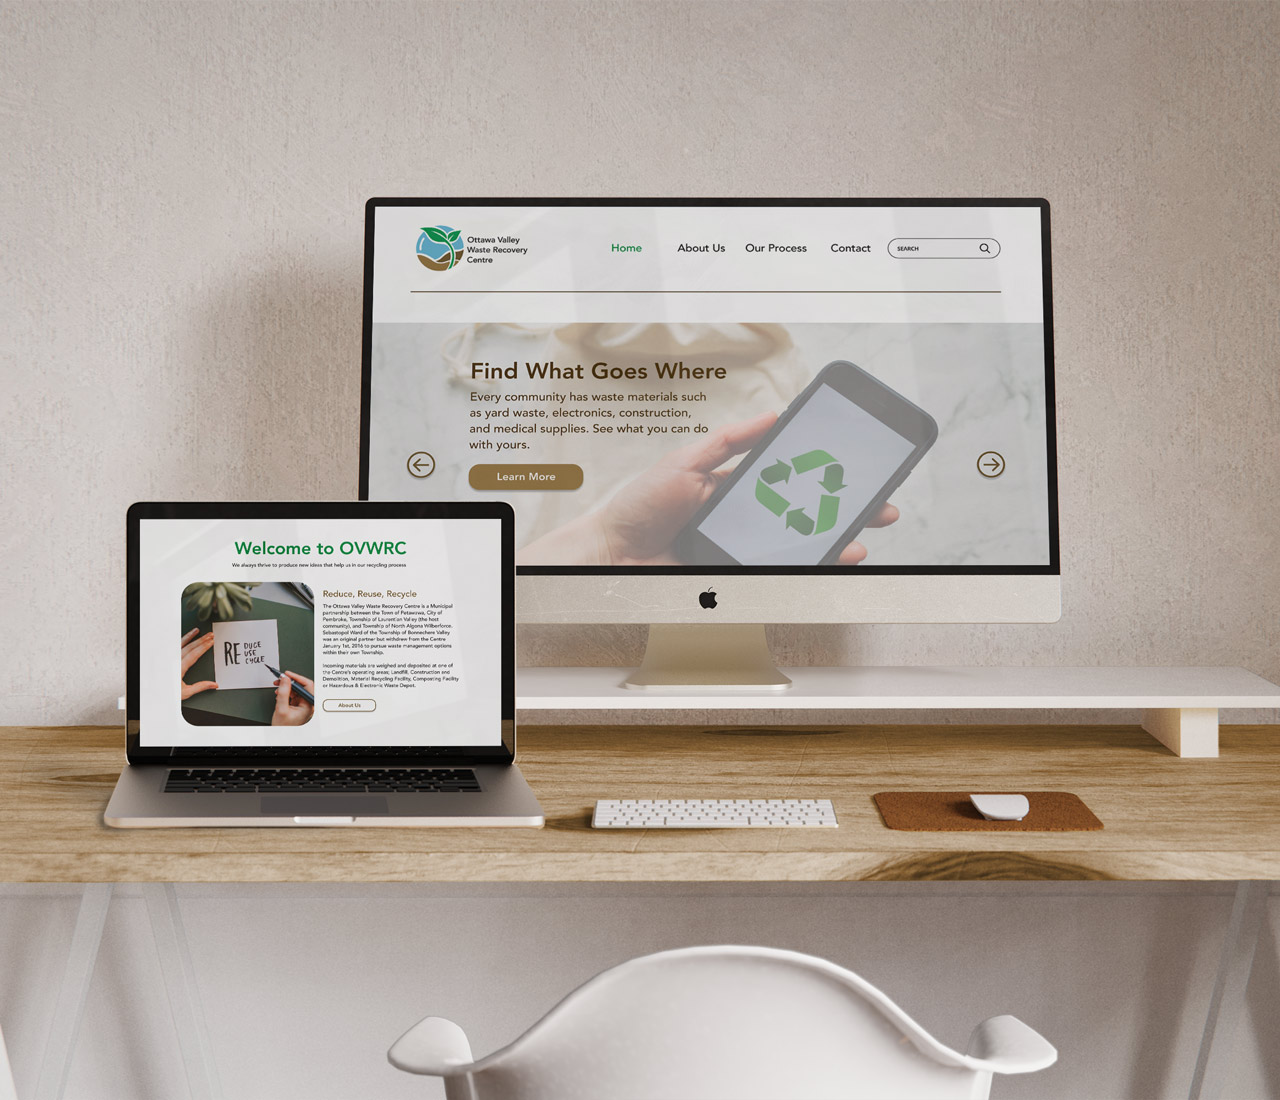 Ottawa Valley
Waste Recovery
Centre
Home About Us Our Process Contact SEARCH
Find What Goes Where
Every community has waste materials such
as yard waste, electronics, construction,
and medical supplies. See what you can do
with yours.
Learn More
Welcome to OVWRC
We always thrive to produce new ideas that help us in our recycling process
REDUCE
USE
CYCLE
Reduce, Reuse, Recycle
The Ottawa Valley Waste Recovery Centre is a Municipal
partnership between the Town of Petawawa, City of
Pembroke, Township of Laurentian Valley (the host
community), and Township of North Algona Wilberforce.
Sebastopol Ward of the Township of Bonnechere Valley
was an original partner but withdrew from the Centre
January 1st, 2016 to pursue waste management options
within their own Township.
Incoming materials are weighed and deposited at one of
the Centre's operating areas; Landfill, Construction and
Demolition, Material Recycling Facility, Composting Facility
or Hazardous & Electronic Waste Depot.
About Us